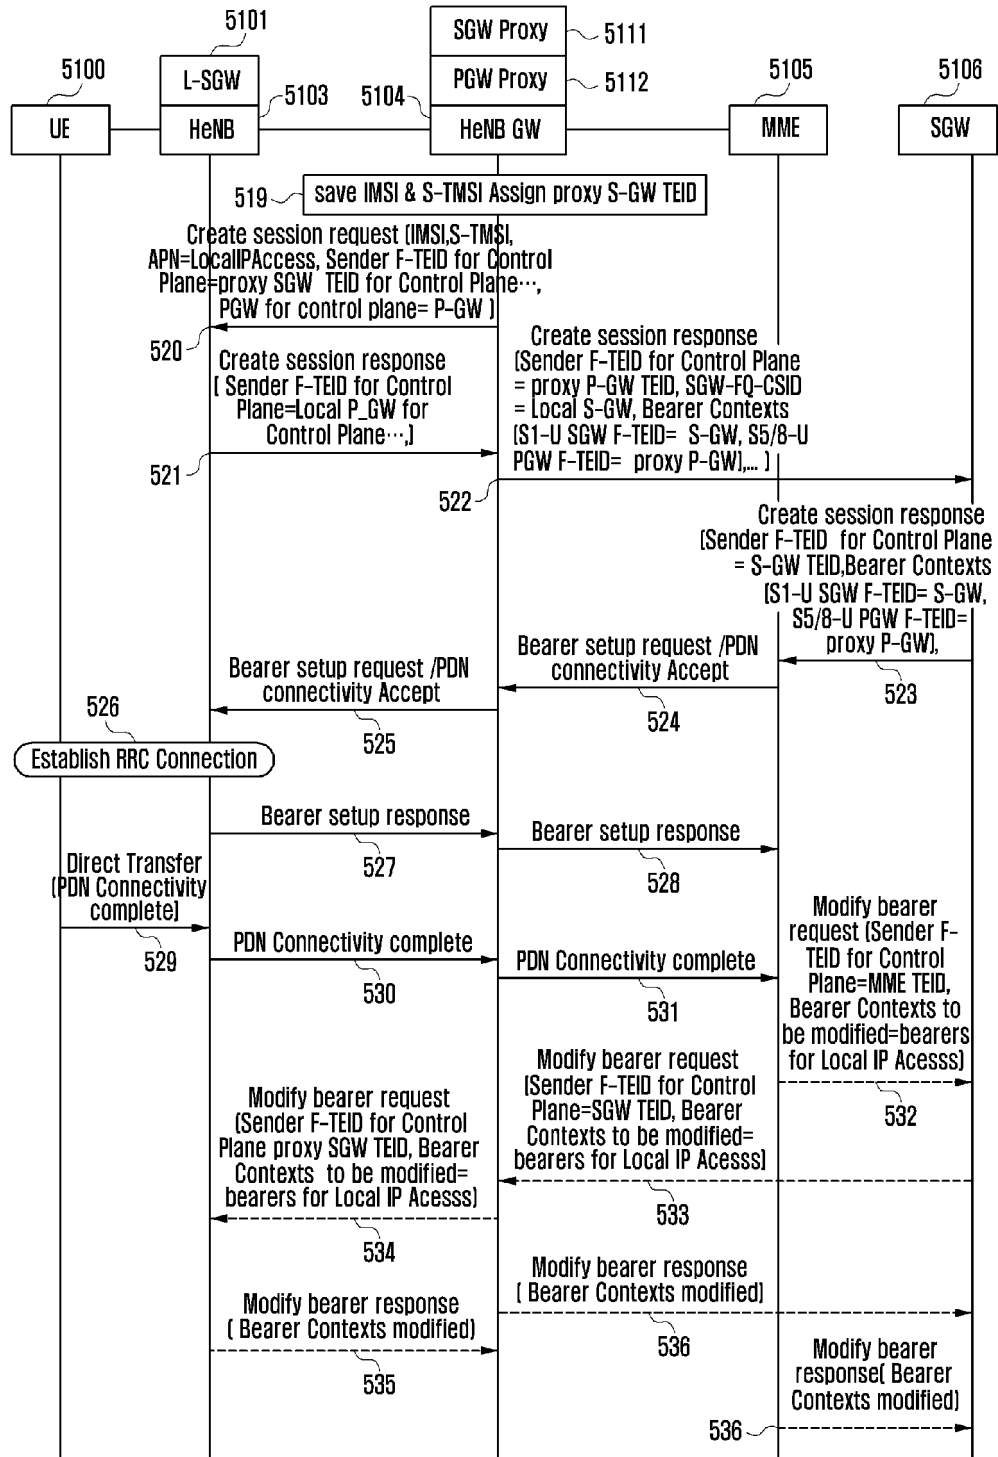 SGW Proxy
5111
5101
PGW Proxy
5112
5100
L-SGW
5103
5104
5105
5106
UE
HeNB
HeNB GW
MME
SGW
519
save IMSI & S-TMSI Assign proxy S-GW TEID
Create session request (IMSI,S-TMSI,
APN=LocalIPAccess, Sender F-TEID for Control
Plane=proxy SGW TEID for Control Plane…,
PGW for control plane= P-GW )
520
Create session response
( Sender F-TEID for Control
Plane=Local P_GW for
Control Plane…,)
521
Create session response
(Sender F-TEID for Control Plane
= proxy P-GW TEID, SGW-FQ-CSID
= Local S-GW, Bearer Contexts
(S1-U SGW F-TEID= S-GW, S5/8-U
PGW F-TEID= proxy P-GW),... )
522
Create session response
(Sender F-TEID for Control Plane
= S-GW TEID,Bearer Contexts
(S1-U SGW F-TEID= S-GW,
S5/8-U PGW F-TEID=
proxy P-GW),
523
Bearer setup request /PDN
connectivity Accept
524
Bearer setup request /PDN
connectivity Accept
525
526
Establish RRC Connection
Bearer setup response
527
Bearer setup response
528
Direct Transfer
(PDN Connectivity
complete)
529
PDN Connectivity complete
530
PDN Connectivity complete
531
Modify bearer
request (Sender F-
TEID for Control
Plane=MME TEID,
Bearer Contexts to
be modified=bearers
for Local IP Acesss)
532
Modify bearer request
(Sender F-TEID for Control
Plane=SGW TEID, Bearer
Contexts to be modified=
bearers for Local IP Acesss)
533
Modify bearer request
(Sender F-TEID for Control
Plane proxy SGW TEID, Bearer
Contexts to be modified=
bearers for Local IP Acesss)
534
Modify bearer response
( Bearer Contexts modified)
536
Modify bearer response
( Bearer Contexts modified)
535
Modify bearer
response( Bearer
Contexts modified)
536